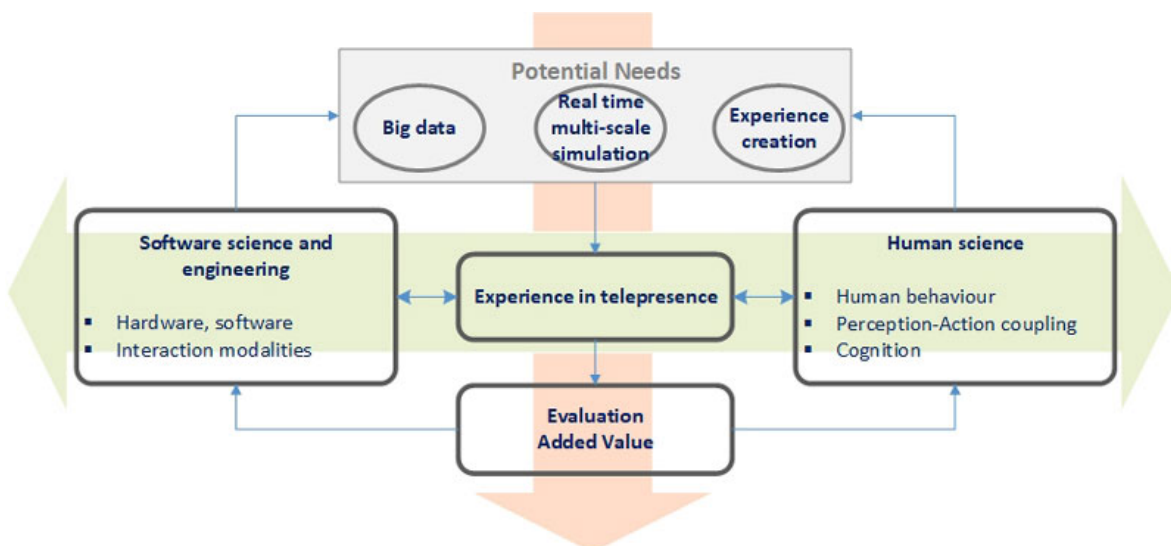 Potential Needs
Big data
Real time
multi-scale
simulation
Experience
creation
Software science and
engineering
▪ Hardware, software
▪ Interaction modalities
Experience in telepresence
Human science
▪ Human behaviour
▪ Perception-Action coupling
▪ Cognition
Evaluation
Added Value